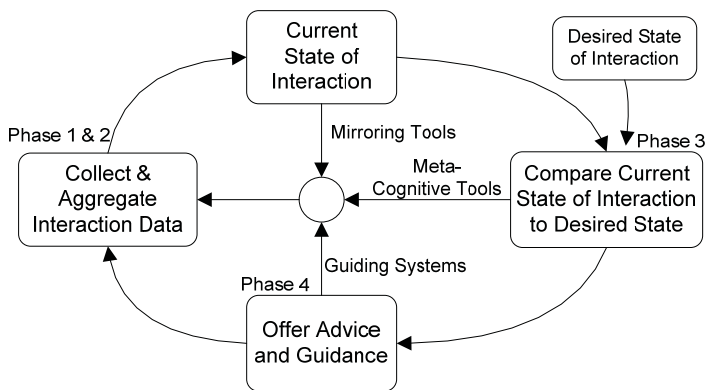 Current
State of
Interaction
Desired State
of Interaction
Phase 1 & 2
Mirroring Tools
Phase 3
Collect &
Aggregate
Interaction Data
Meta-
Cognitive Tools
Compare Current
State of Interaction
to Desired State
Guiding Systems
Phase 4
Offer Advice
and Guidance